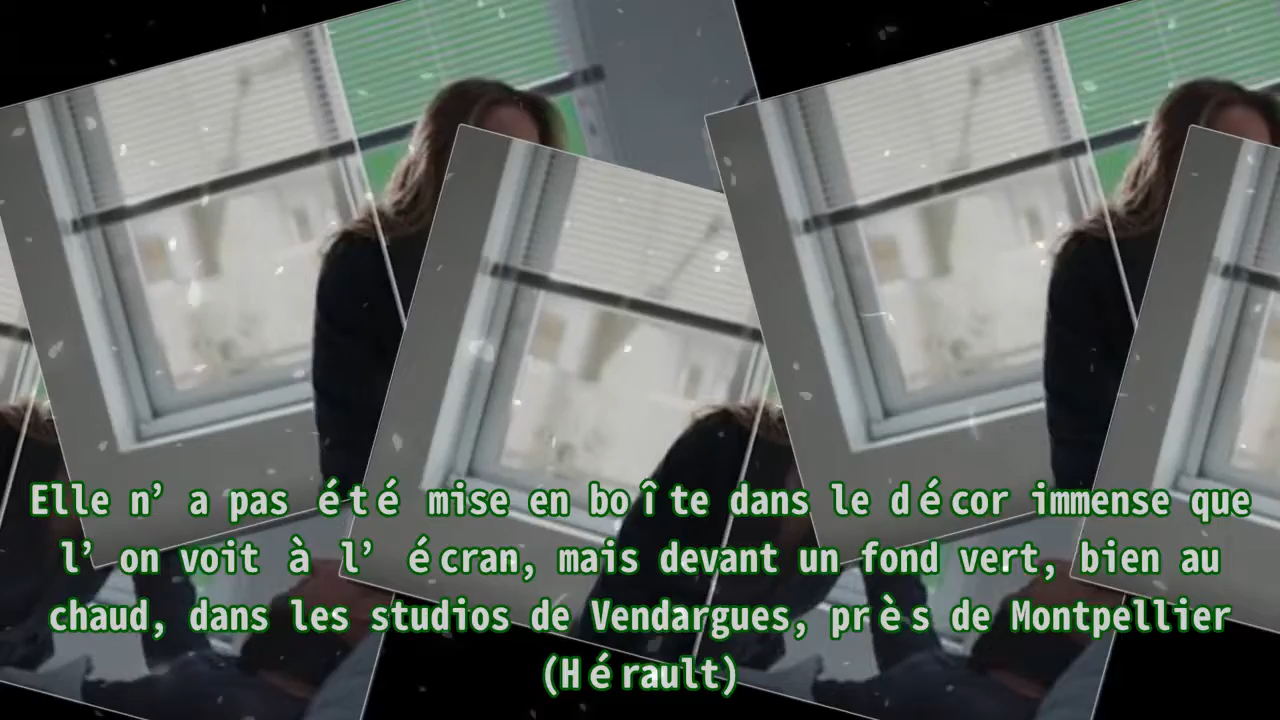 Elle n’a pas été mise en boîte dans le décor immense que
l’on voit à l’écran, mais devant un fond vert, bien au
chaud, dans les studios de Vendargues, près de Montpellier
(Hérault)